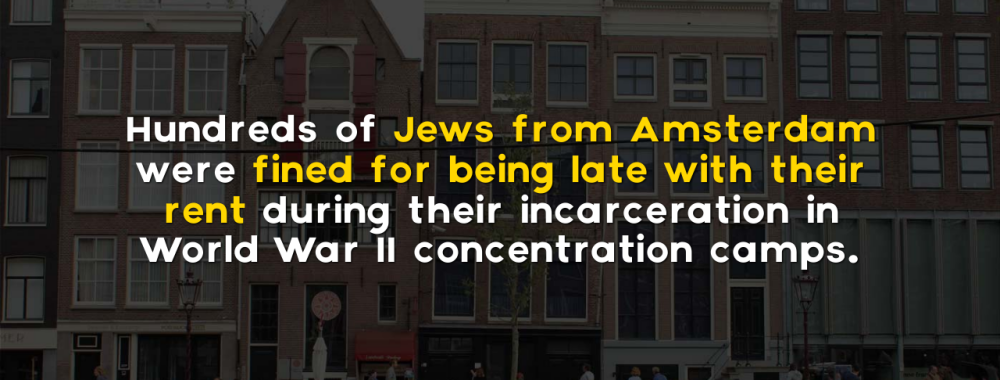 Hundreds of Jews from Amsterdam
were fined for being late with their
rent during their incarceration in
World War II concentration camps.